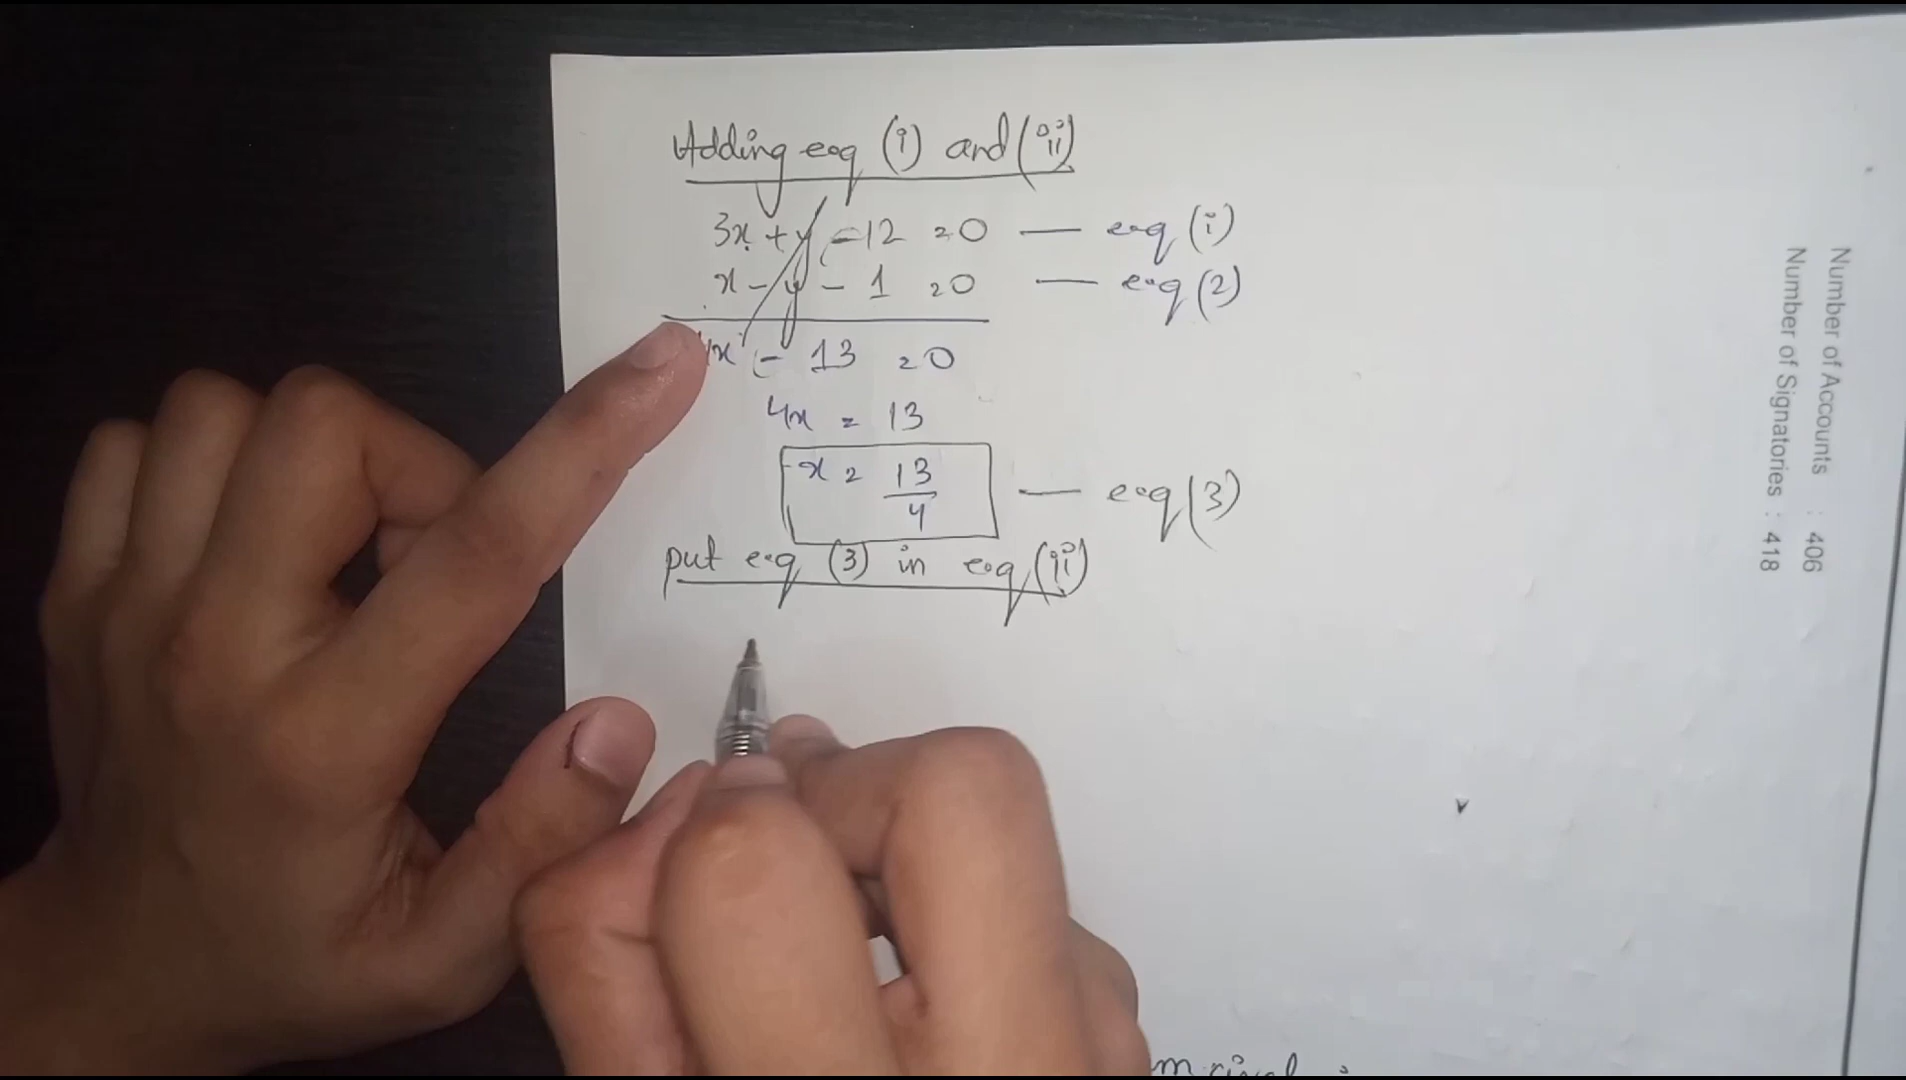 Adding eq (i) and (ii)
3x + y - 12 = 0 — eq (i)
x - y - 1 = 0 — eq (2)
4x - 13 = 0
4x = 13
x = 13/4 — eq (3)
put eq (3) in eq (ii)
Number of Accounts : 406
Number of Signatories : 418